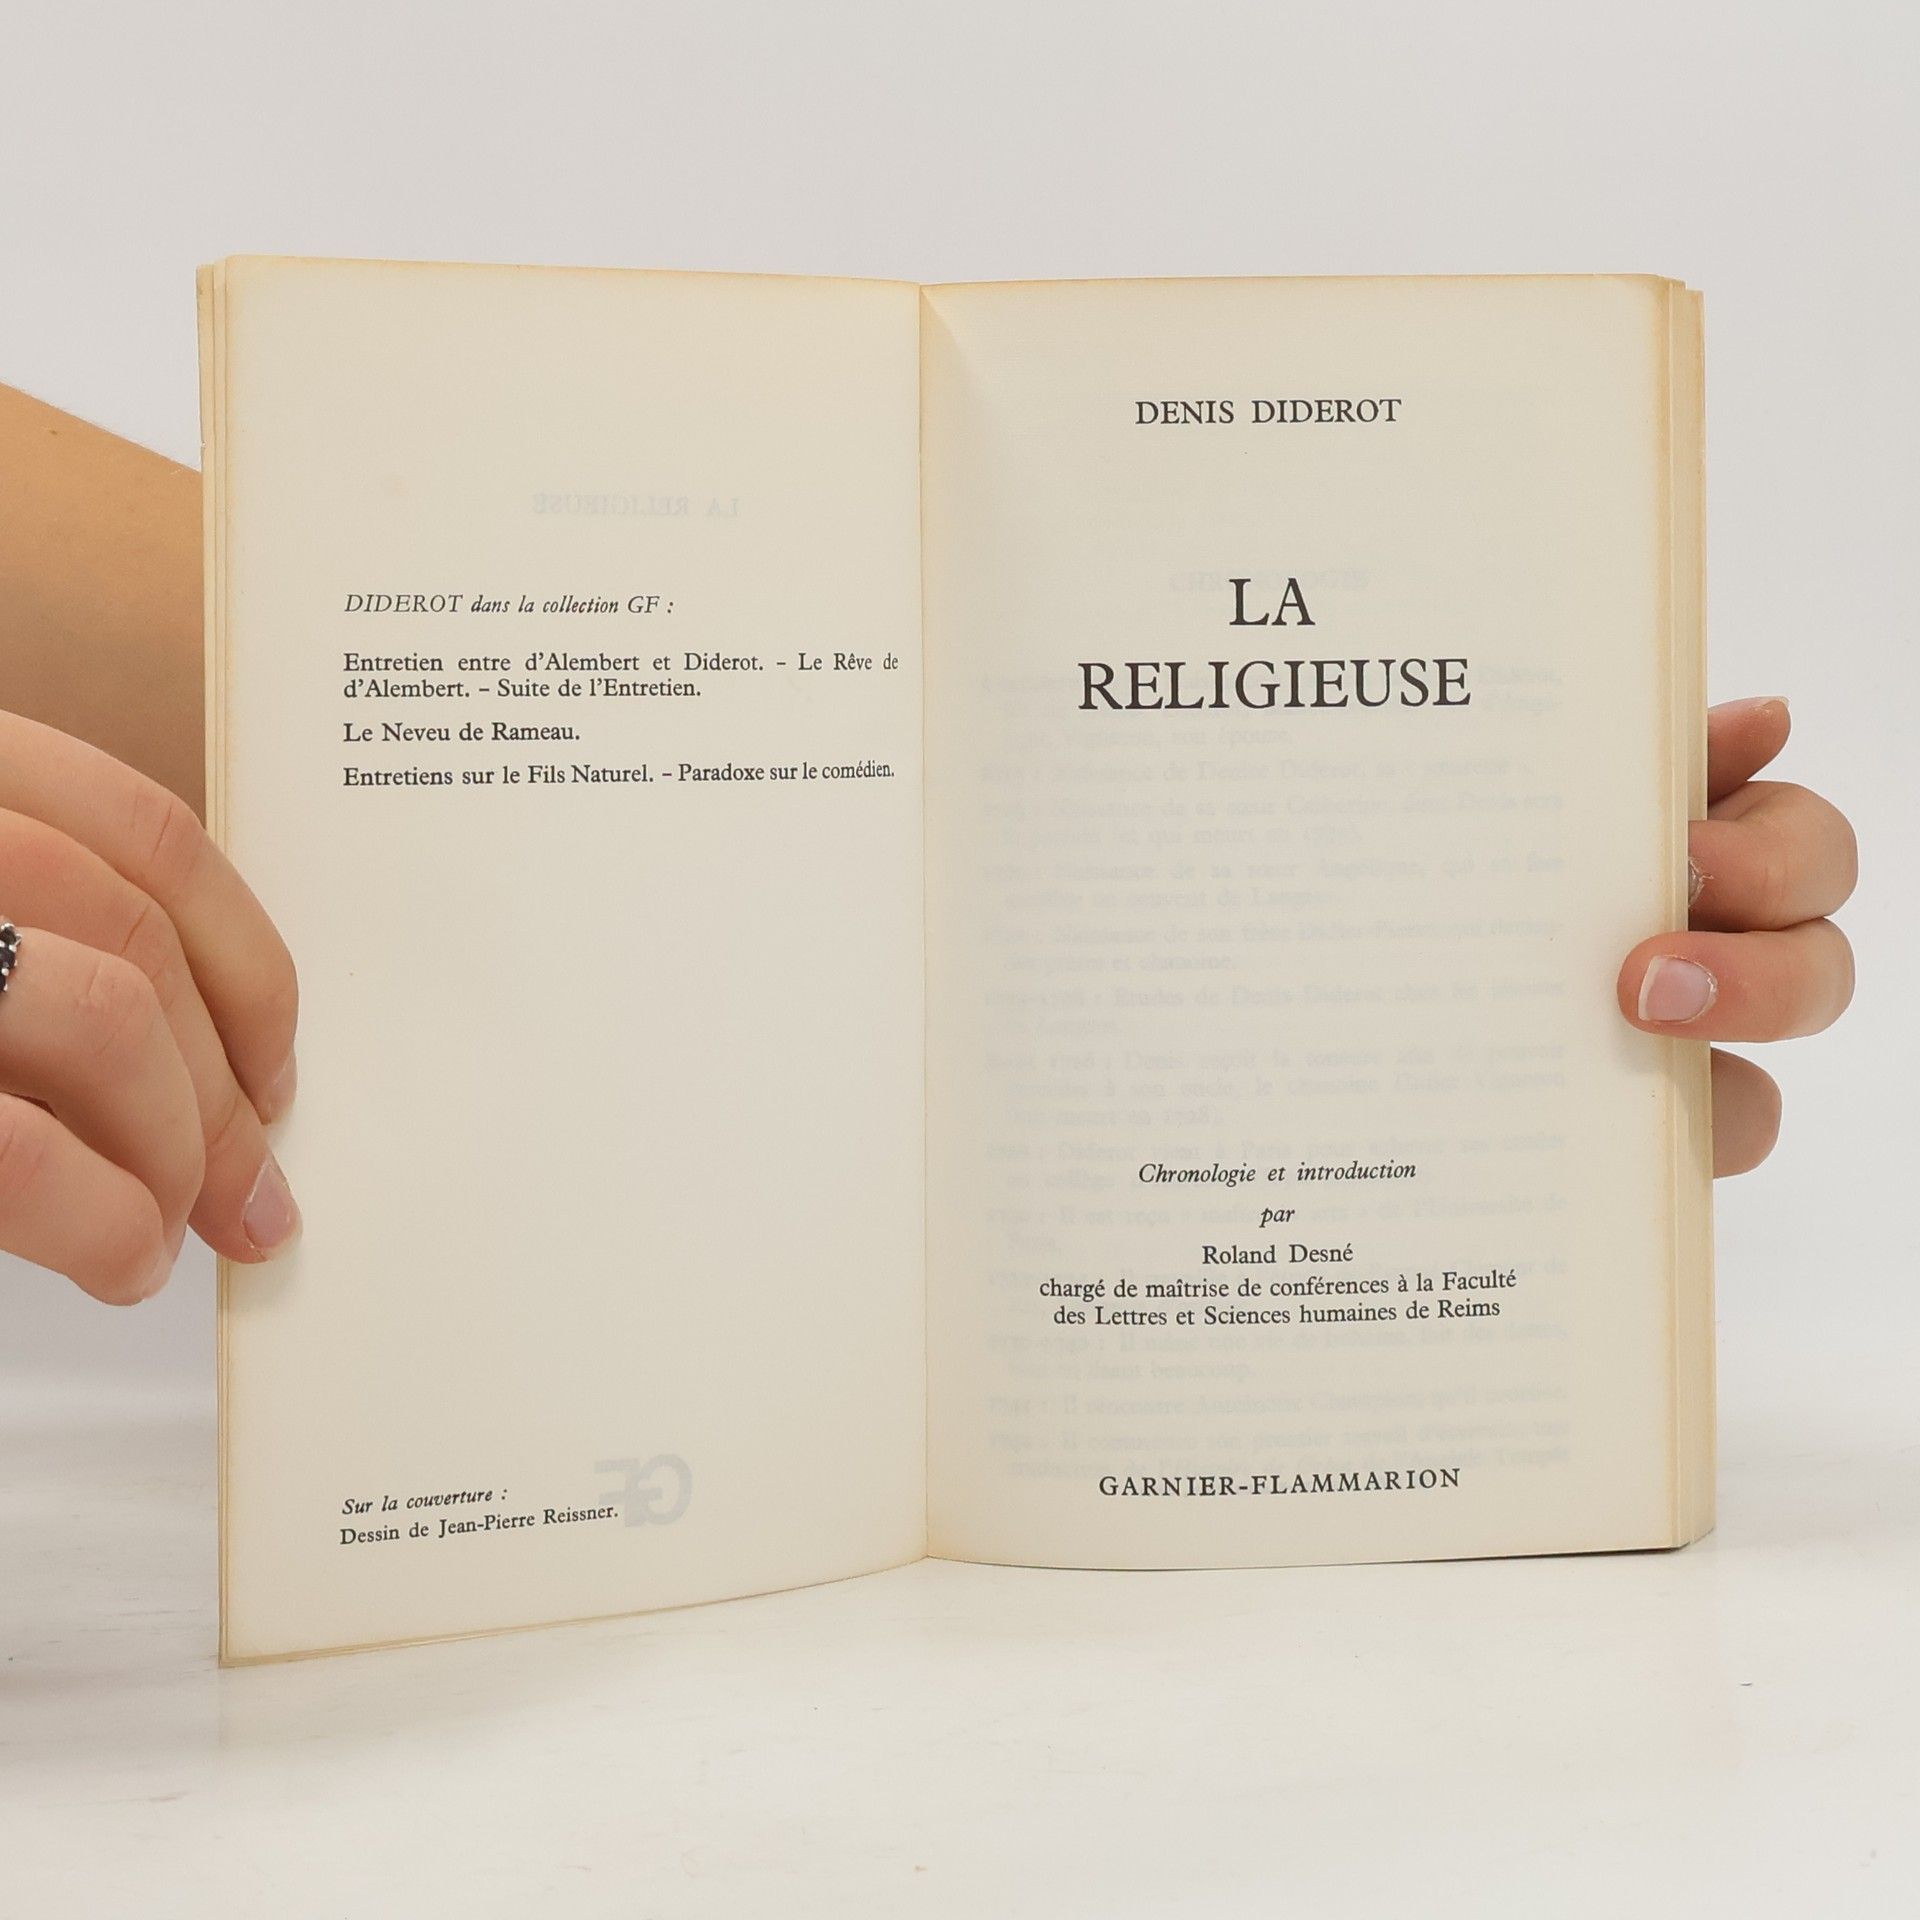 DIDEROT dans la collection GF :
Entretien entre d'Alembert et Diderot. – Le Rêve de
d'Alembert. – Suite de l'Entretien.
Le Neveu de Rameau.
Entretiens sur le Fils Naturel. – Paradoxe sur le comédien.
Sur la couverture :
Dessin de Jean-Pierre Reissner.
DENIS DIDEROT
LA
RELIGIEUSE
Chronologie et introduction
par
Roland Desné
chargé de maîtrise de conférences à la Faculté
des Lettres et Sciences humaines de Reims
GARNIER-FLAMMARION